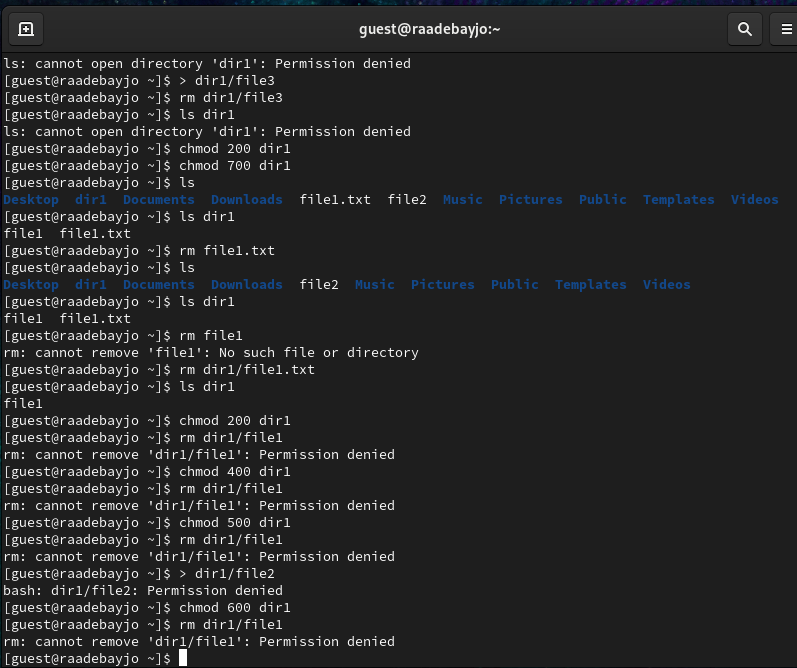 guest@raadebayjo:~
ls: cannot open directory 'dir1': Permission denied
[guest@raadebayjo ~]$ > dir1/file3
[guest@raadebayjo ~]$ rm dir1/file3
[guest@raadebayjo ~]$ ls dir1
ls: cannot open directory 'dir1': Permission denied
[guest@raadebayjo ~]$ chmod 200 dir1
[guest@raadebayjo ~]$ chmod 700 dir1
[guest@raadebayjo ~]$ ls
Desktop  dir1  Documents  Downloads  file1.txt  file2  Music  Pictures  Public  Templates  Videos
[guest@raadebayjo ~]$ ls dir1
file1  file1.txt
[guest@raadebayjo ~]$ rm file1.txt
[guest@raadebayjo ~]$ ls
Desktop  dir1  Documents  Downloads  file2  Music  Pictures  Public  Templates  Videos
[guest@raadebayjo ~]$ ls dir1
file1  file1.txt
[guest@raadebayjo ~]$ rm file1
rm: cannot remove 'file1': No such file or directory
[guest@raadebayjo ~]$ rm dir1/file1.txt
[guest@raadebayjo ~]$ ls dir1
file1
[guest@raadebayjo ~]$ chmod 200 dir1
[guest@raadebayjo ~]$ rm dir1/file1
rm: cannot remove 'dir1/file1': Permission denied
[guest@raadebayjo ~]$ chmod 400 dir1
[guest@raadebayjo ~]$ rm dir1/file1
rm: cannot remove 'dir1/file1': Permission denied
[guest@raadebayjo ~]$ chmod 500 dir1
[guest@raadebayjo ~]$ rm dir1/file1
rm: cannot remove 'dir1/file1': Permission denied
[guest@raadebayjo ~]$ > dir1/file2
bash: dir1/file2: Permission denied
[guest@raadebayjo ~]$ chmod 600 dir1
[guest@raadebayjo ~]$ rm dir1/file1
rm: cannot remove 'dir1/file1': Permission denied
[guest@raadebayjo ~]$